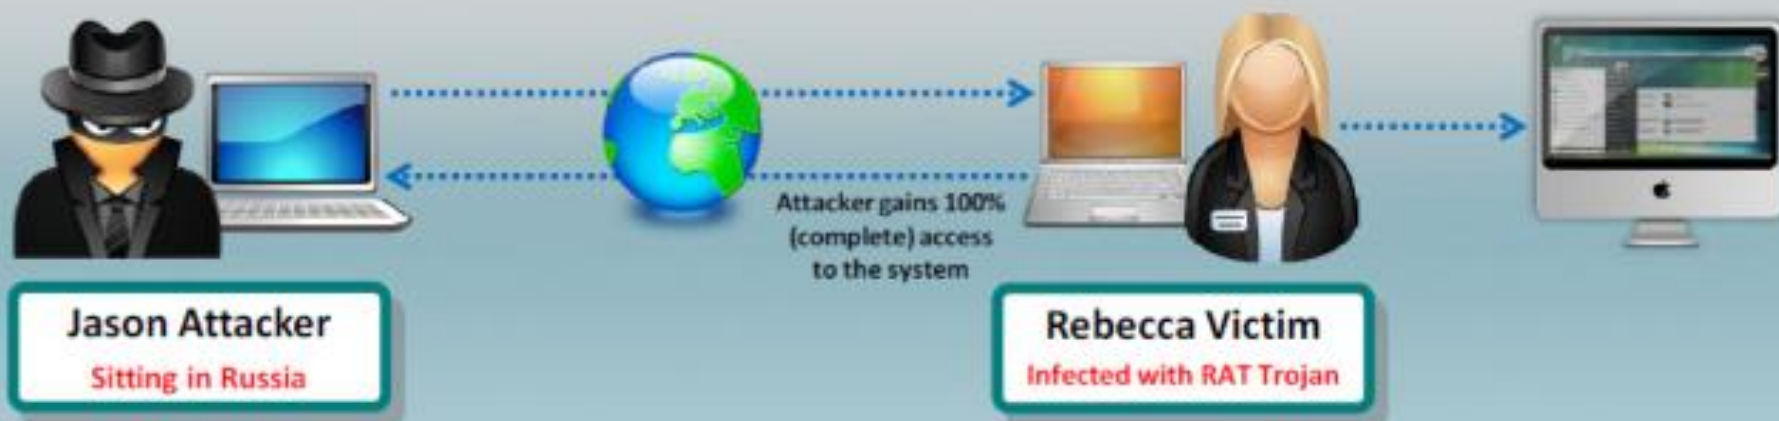 Attacker gains 100%
(complete) access
to the system
Jason Attacker
Sitting in Russia
Rebecca Victim
Infected with RAT Trojan